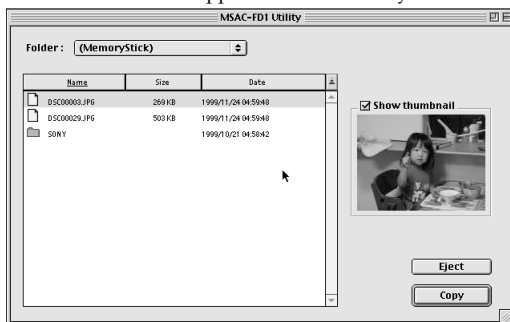 MSAC-FD1 Utility
Folder : (MemoryStick)
Name Size Date
DSC00003.JPG 269 KB 1999/11/24 04:59:48
DSC00029.JPG 503 KB 1999/11/24 04:59:48
SONY 1999/10/21 04:58:42
Show thumbnail
Eject
Copy